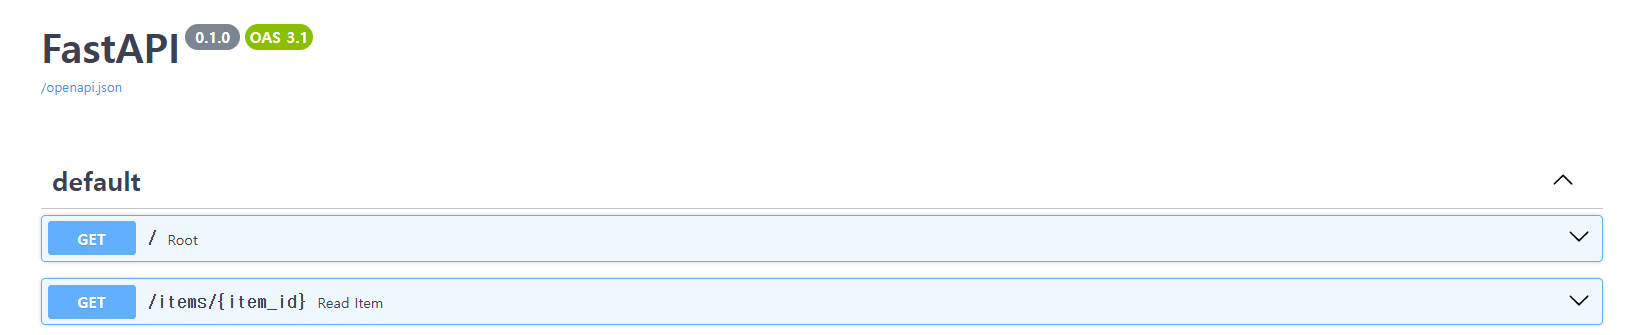 FastAPI 0.1.0 OAS 3.1
/openapi.json
default
GET / Root
GET /items/{item_id} Read Item